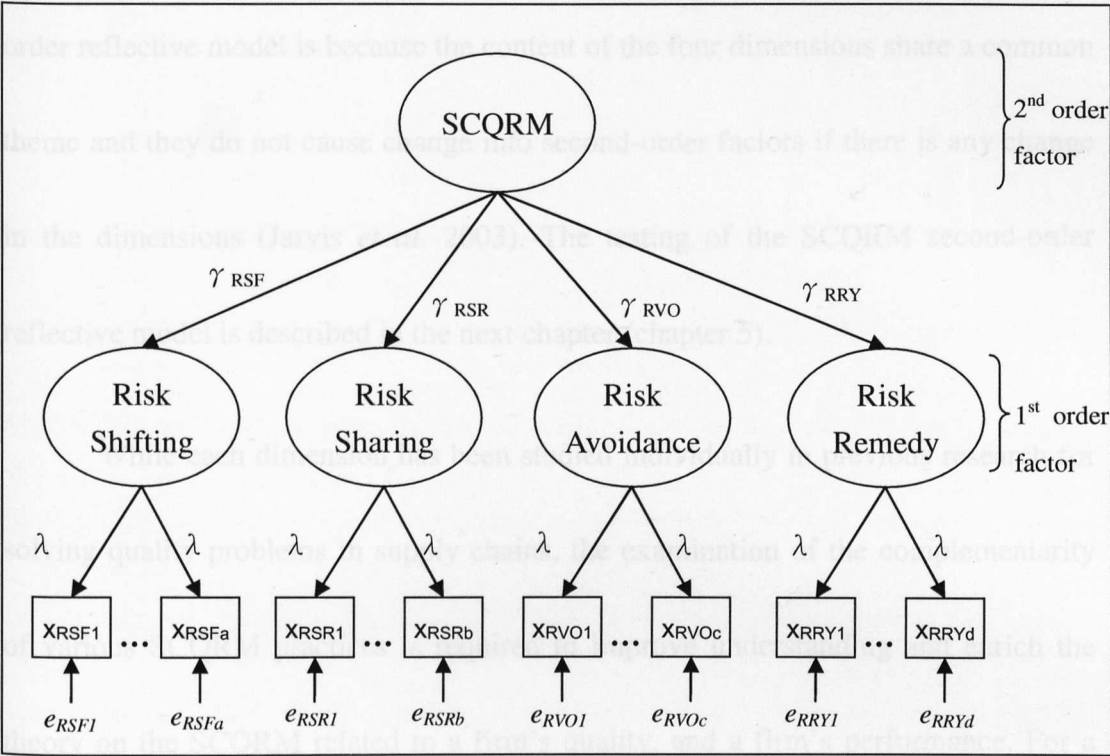 order reflective model is because the content of the four dimensions share a common
SCQRM
2nd order
factor
theme and they do not cause change into second-order factors if there is any change
in the dimensions (Jarvis et al. 2003). The testing of the SCQRM second-order
γ RSF
γ RSR
γ RVO
γ RRY
reflective model is described in the next chapter (chapter 5).
Risk
Shifting
Risk
Sharing
Risk
Avoidance
Risk
Remedy
1st order
factor
While each dimension has been studied individually in previous research for
λ λ λ λ λ λ λ λ
solving quality problems in supply chains, the examination of the complementarity
xRSF1 ... xRSFa xRSR1 ... xRSRb xRVO1 .... xRVOc xRRY1 ... xRRYd
of various SCQRM practices is required to improve understanding and enrich the
eRSF1 eRSFa eRSR1 eRSRb eRVO1 eRVOc eRRY1 eRRYd
theory on the SCQRM related to a firm's quality, and a firm's performance. For a